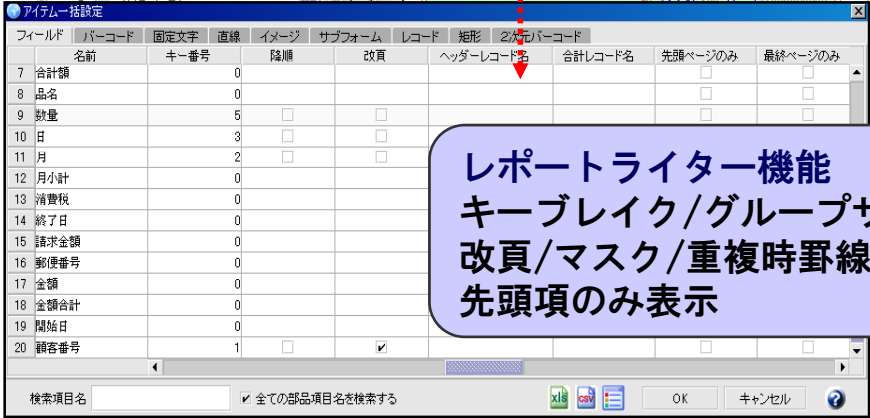 アイテム一括設定
フィールド バーコード 固定文字 直線 イメージ サブフォーム レコード 矩形 2次元バーコード
名前 キー番号 降順 改頁 ヘッダーレコード名 合計レコード名 先頭ページのみ 最終ページのみ
7 合計額 0
8 品名 0
9 数量 5
10 日 3
11 月 2
12 月小計 0
13 消費税 0
14 終了日 0
15 請求金額 0
16 郵便番号 0
17 金額 0
18 金額合計 0
19 開始日 0
20 顧客番号 1
レポートライター機能
キーブレイク/グループサ
改頁/マスク/重複時罫線
先頭項のみ表示
検索項目名 全ての部品項目名を検索する xls csv OK キャンセル ?